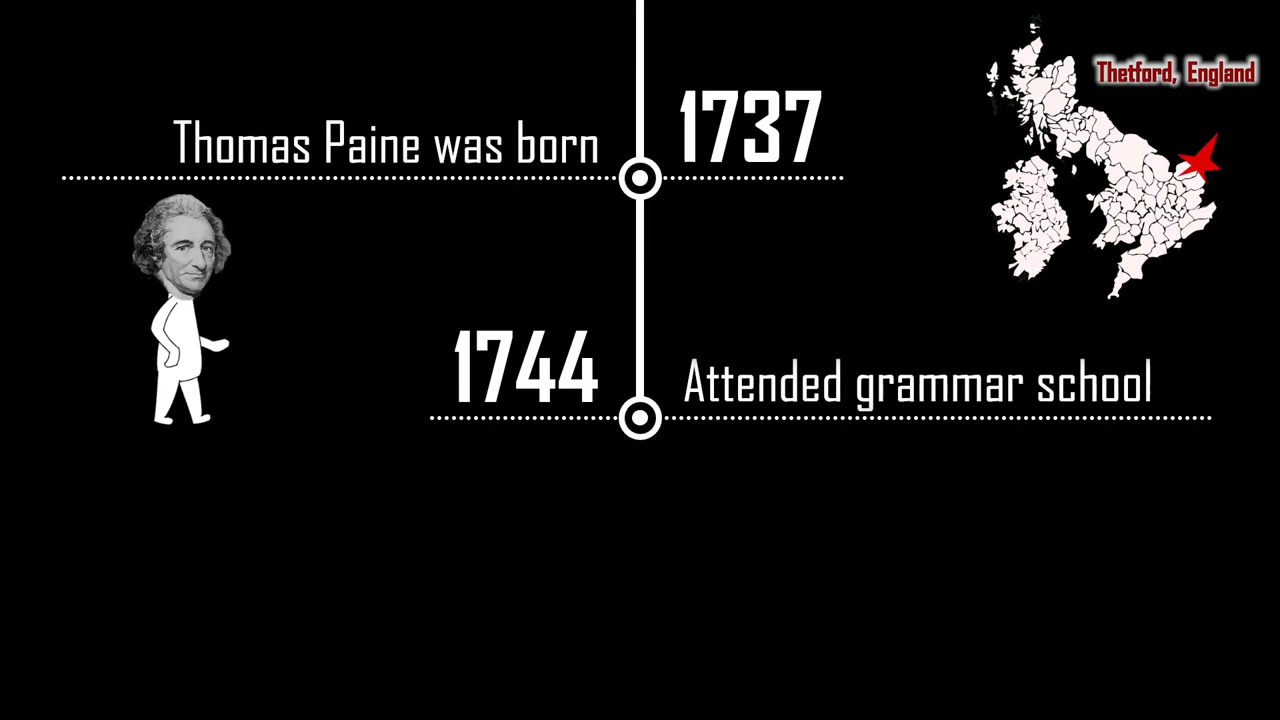 Thetford, England
Thomas Paine was born
1737
1744
Attended grammar school